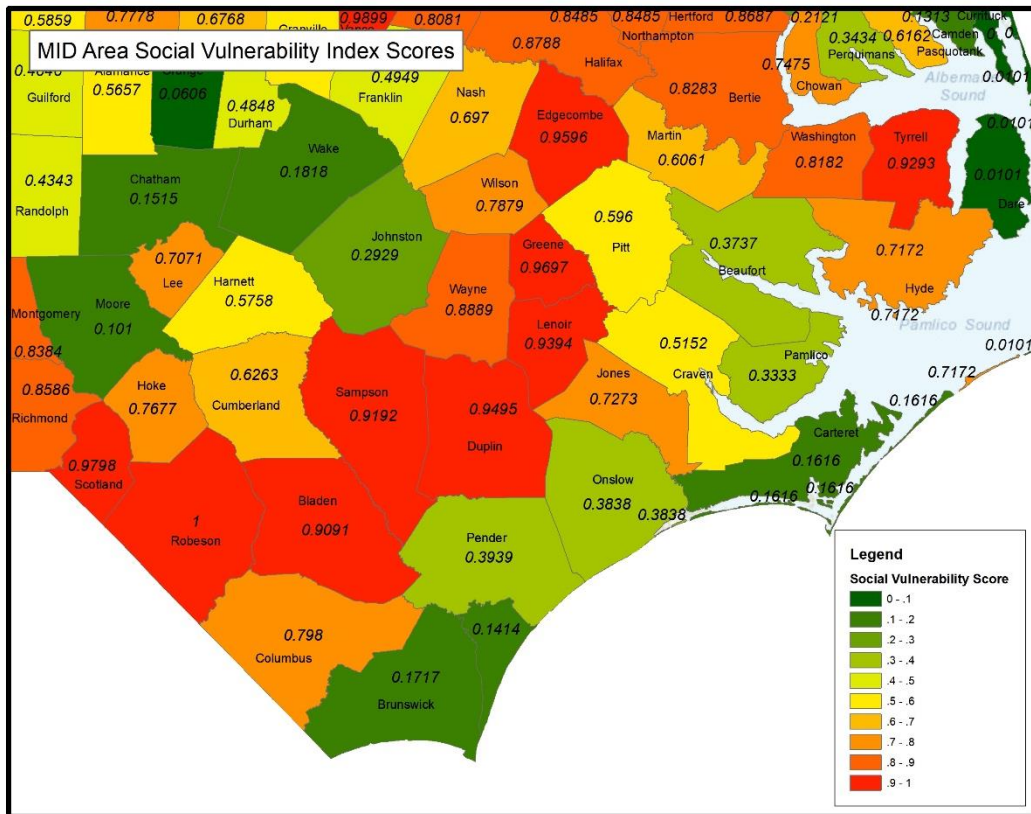 0.5859
0.7778
0.6768
Granville
0.9899
0.8081
0.8485
0.8485
Hertford
0.8687
0.2121
0.1313
Currituck
Camden
MID Area Social Vulnerability Index Scores
0.8788
Northampton
0.3434
0.6162
Pasquotank
Perquimans
Halifax
0.7475
Alamance
0.4949
Nash
0.8283
Chowan
Albema
Sound
0.0101
Guilford
0.5657
0.0606
0.4848
Durham
Franklin
0.697
Edgecombe
0.9596
Bertie
Martin
0.6061
Washington
0.8182
Tyrrell
0.9293
0.0101
0.0101
Dare
Wake
0.1818
0.4343
Randolph
Chatham
0.1515
Wilson
0.7879
0.596
Pitt
Johnston
0.2929
Greene
0.9697
0.3737
Beaufort
0.7172
Hyde
0.7071
Lee
Harnett
0.5758
Wayne
0.8889
Moore
0.101
Montgomery
0.8384
Lenoir
0.9394
0.7172
Pamlico Sound
0.0101
0.5152
Craven
Pamlico
0.3333
0.8586
Richmond
Hoke
0.7677
0.6263
Cumberland
Sampson
0.9192
0.9495
Duplin
Jones
0.7273
0.7172
0.1616
Carteret
0.1616
0.1616
0.1616
0.9798
Scotland
Onslow
0.3838
0.3838
1
Robeson
Bladen
0.9091
Pender
0.3939
0.798
Columbus
0.1414
0.1717
Brunswick
Legend
Social Vulnerability Score
0 - .1
.1 - .2
.2 - .3
.3 - .4
.4 - .5
.5 - .6
.6 - .7
.7 - .8
.8 - .9
.9 - 1